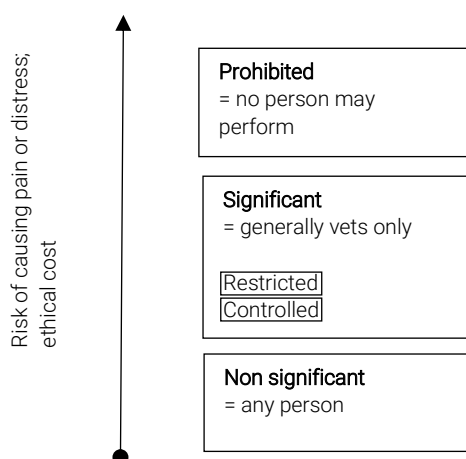 Risk of causing pain or distress;
ethical cost
Prohibited
= no person may
perform
Significant
= generally vets only
Restricted
Controlled
Non significant
= any person